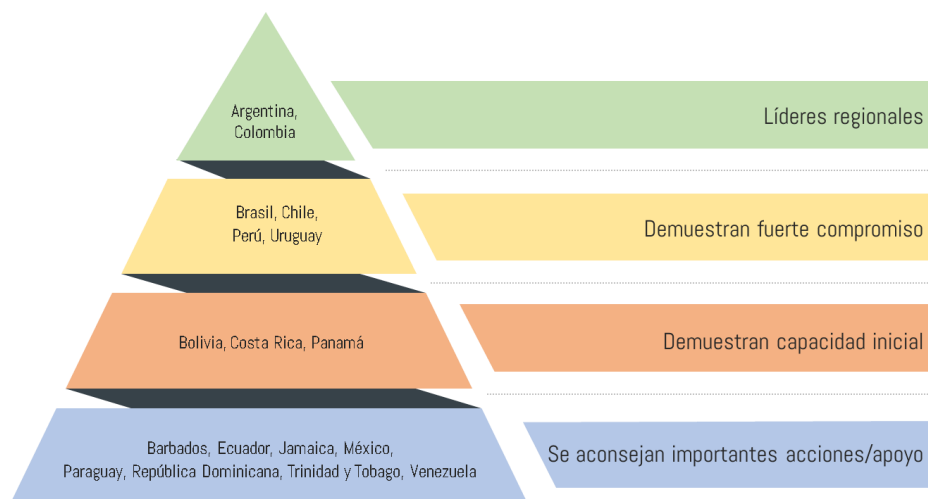 Argentina,
Colombia
Líderes regionales
Brasil, Chile,
Perú, Uruguay
Demuestran fuerte compromiso
Bolivia, Costa Rica, Panamá
Demuestran capacidad inicial
Barbados, Ecuador, Jamaica, México,
Paraguay, República Dominicana, Trinidad y Tobago, Venezuela
Se aconsejan importantes acciones/apoyo